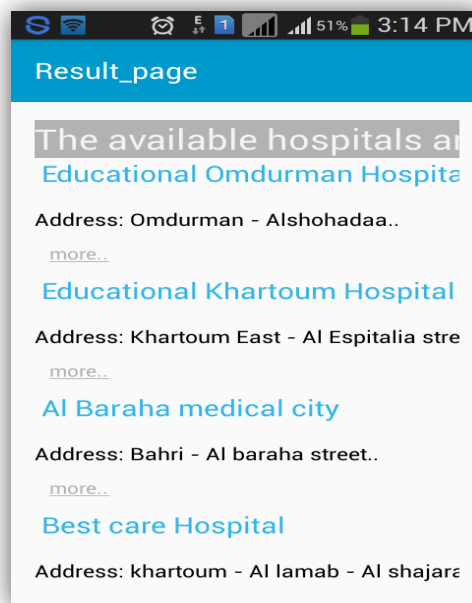 E 1 51% 3:14 PM
Result_page
The available hospitals ar
Educational Omdurman Hospita
Address: Omdurman - Alshohadaa..
more..
Educational Khartoum Hospital
Address: Khartoum East - Al Espitalia stre
more..
Al Baraha medical city
Address: Bahri - Al baraha street..
more..
Best care Hospital
Address: khartoum - Al lamab - Al shajara